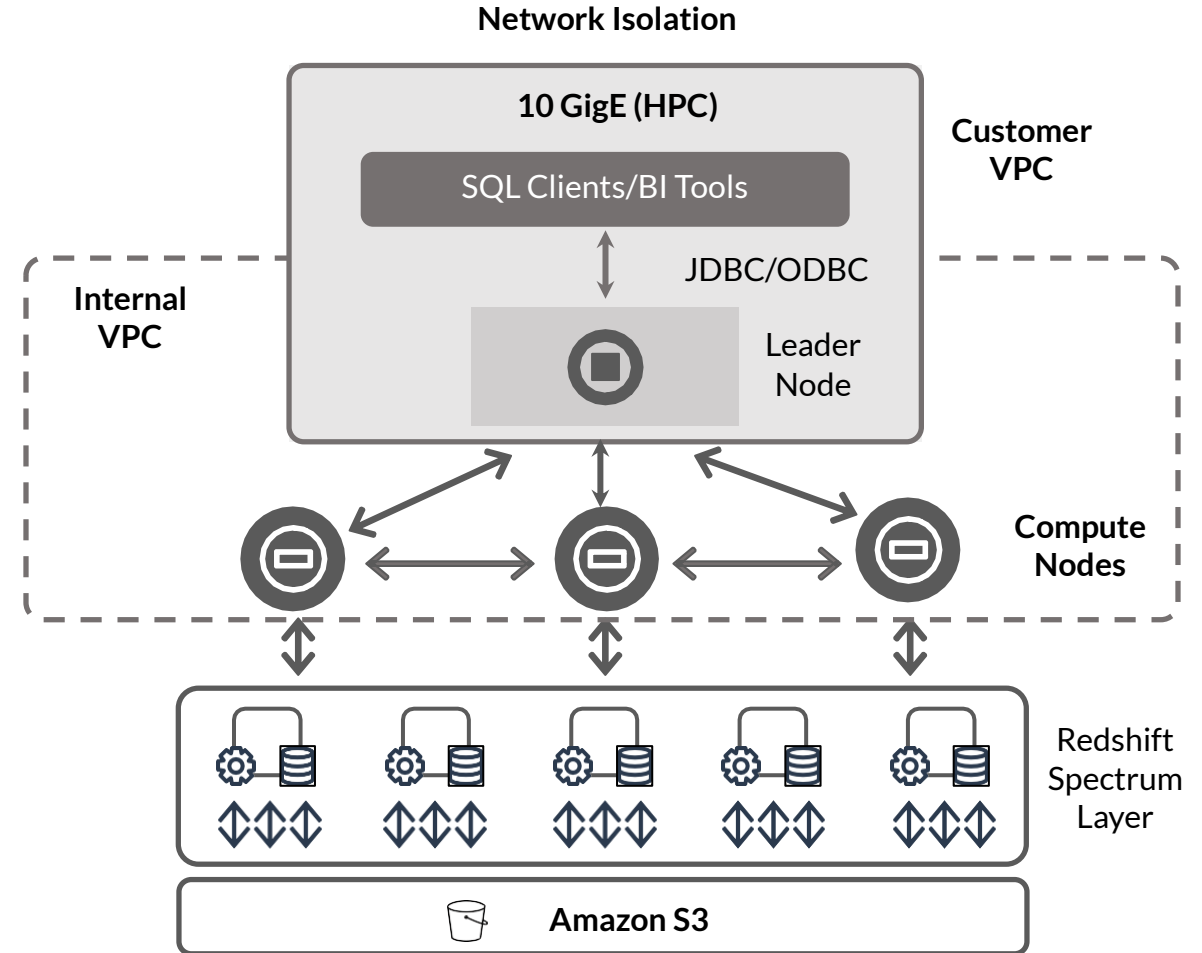 Network Isolation
10 GigE (HPC)
Customer
VPC
SQL Clients/BI Tools
JDBC/ODBC
Internal
VPC
Leader
Node
Compute
Nodes
Redshift
Spectrum
Layer
Amazon S3